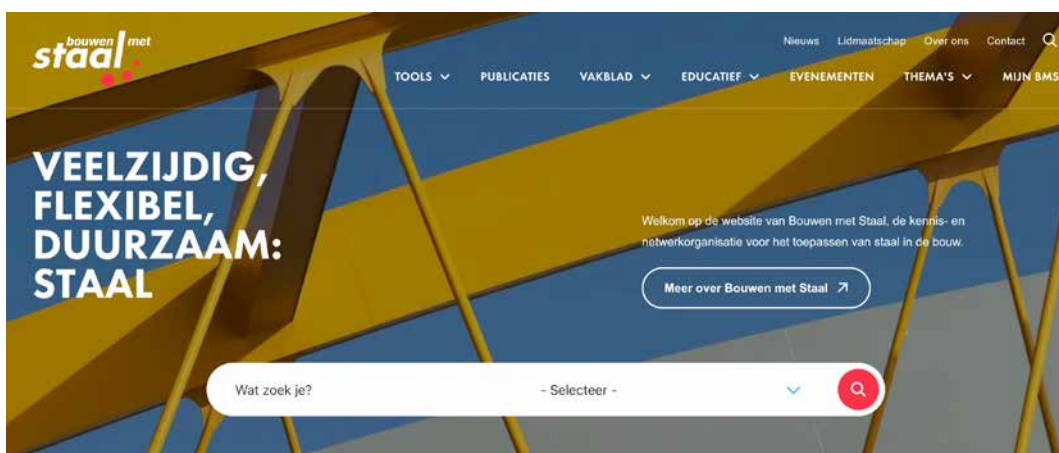 bouwen met
staal
Nieuws Lidmaatschap Over ons Contact
TOOLS PUBLICATIES VAKBLAD EDUCATIEF EVENEMENTEN THEMA'S MIJN BMS
VEELZIJDIG,
FLEXIBEL,
DUURZAAM:
STAAL
Welkom op de website van Bouwen met Staal, de kennis- en
netwerkorganisatie voor het toepassen van staal in de bouw.
Meer over Bouwen met Staal
Wat zoek je? - Selecteer -